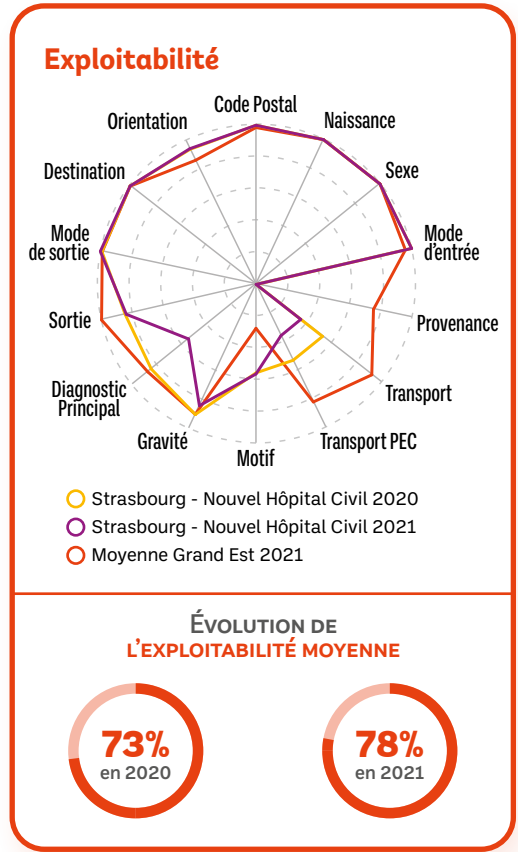 Exploitabilité
Code Postal
Orientation
Naissance
Destination
Sexe
Mode
de sortie
Mode
d'entrée
Sortie
Provenance
Diagnostic
Principal
Transport
Gravité
Transport PEC
Motif
Strasbourg - Nouvel Hôpital Civil 2020
Strasbourg - Nouvel Hôpital Civil 2021
Moyenne Grand Est 2021
ÉVOLUTION DE
L'EXPLOITABILITÉ MOYENNE
73%
en 2020
78%
en 2021